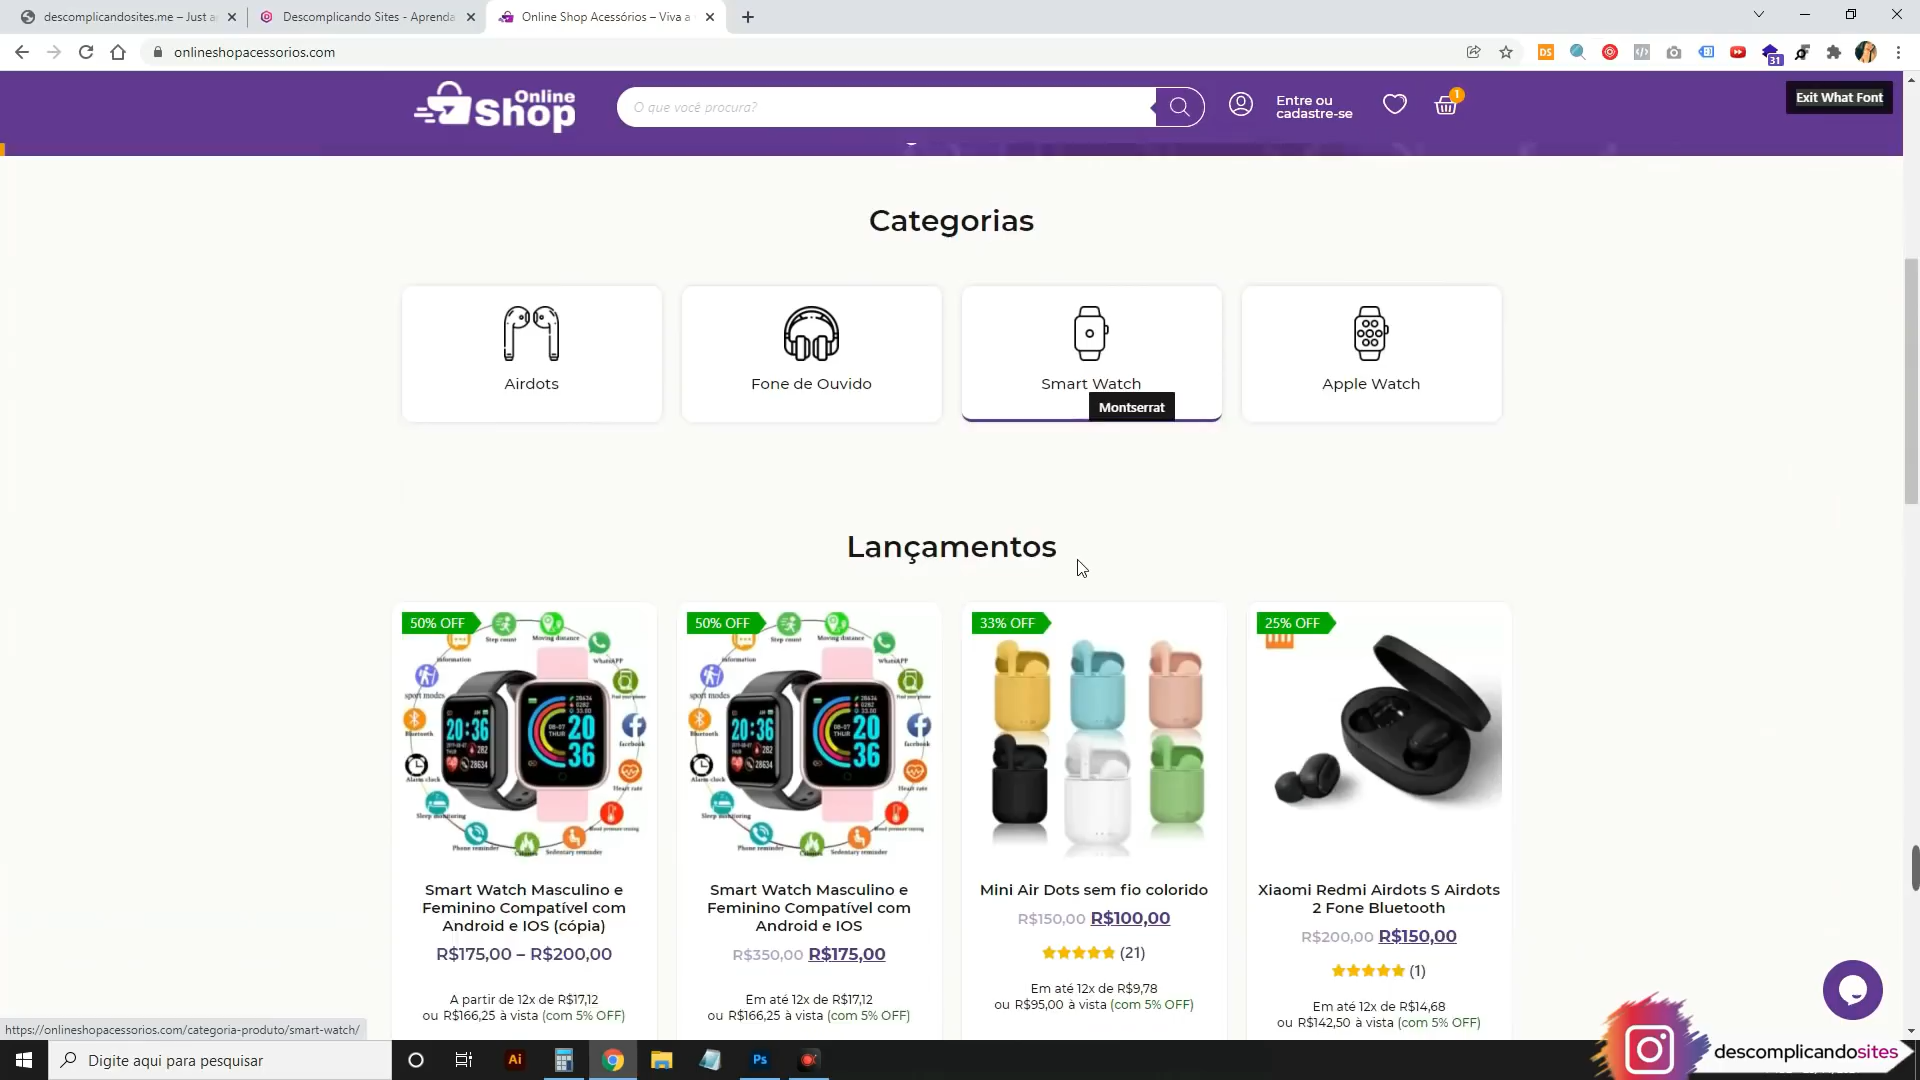 descomplicandosites.me – Just a
Descomplicando Sites - Aprenda
Online Shop Acessórios – Viva a
onlineshopacessorios.com
DS
31
Online
Shop
O que você procura?
Entre ou
cadastre-se
1
Exit What Font
Categorias
Airdots
Fone de Ouvido
Smart Watch
Apple Watch
Montserrat
Lançamentos
50% OFF
50% OFF
33% OFF
25% OFF
Smart Watch Masculino e
Feminino Compatível com
Android e IOS (cópia)
R$175,00 – R$200,00
A partir de 12x de R$17,12
ou R$166,25 à vista (com 5% OFF)
Smart Watch Masculino e
Feminino Compatível com
Android e IOS
R$350,00 R$175,00
Em até 12x de R$17,12
ou R$166,25 à vista (com 5% OFF)
Mini Air Dots sem fio colorido
R$150,00 R$100,00
(21)
Em até 12x de R$9,78
ou R$95,00 à vista (com 5% OFF)
Xiaomi Redmi Airdots S Airdots
2 Fone Bluetooth
R$200,00 R$150,00
(1)
Em até 12x de R$14,68
ou R$142,50 à vista (com 5% OFF)
https://onlineshopacessorios.com/categoria-produto/smart-watch/
Digite aqui para pesquisar
Ai
Ps
descomplicandosites